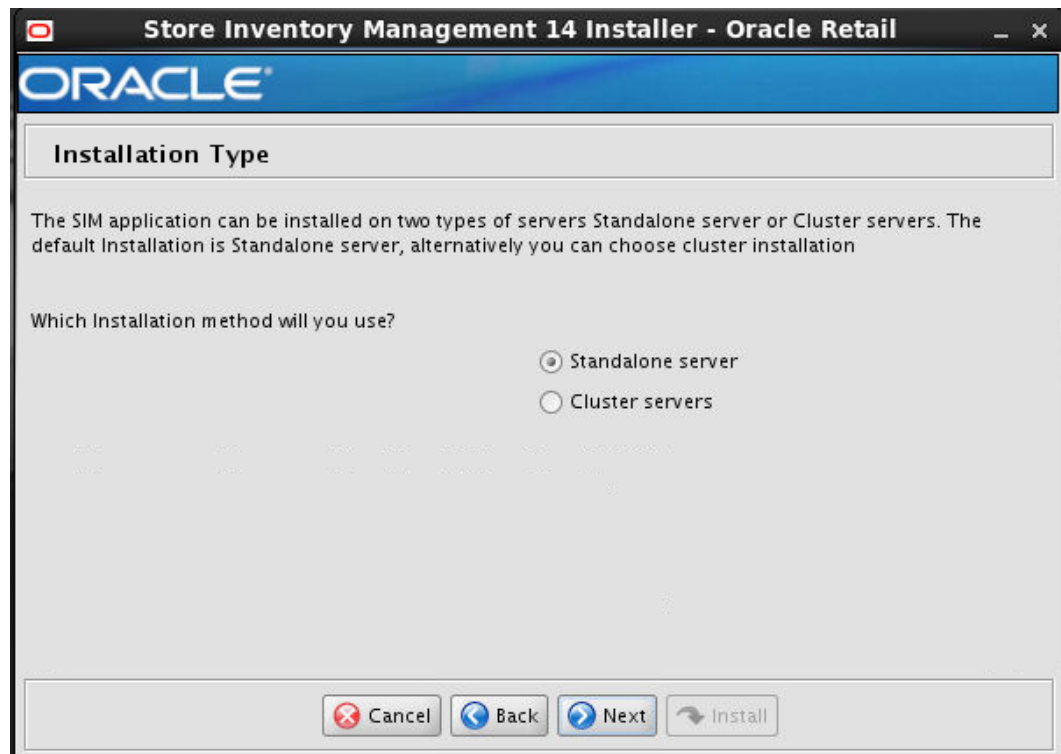 Store Inventory Management 14 Installer - Oracle Retail
ORACLE
Installation Type
The SIM application can be installed on two types of servers Standalone server or Cluster servers. The
default Installation is Standalone server, alternatively you can choose cluster installation
Which Installation method will you use?
Standalone server
Cluster servers
Cancel Back Next Install